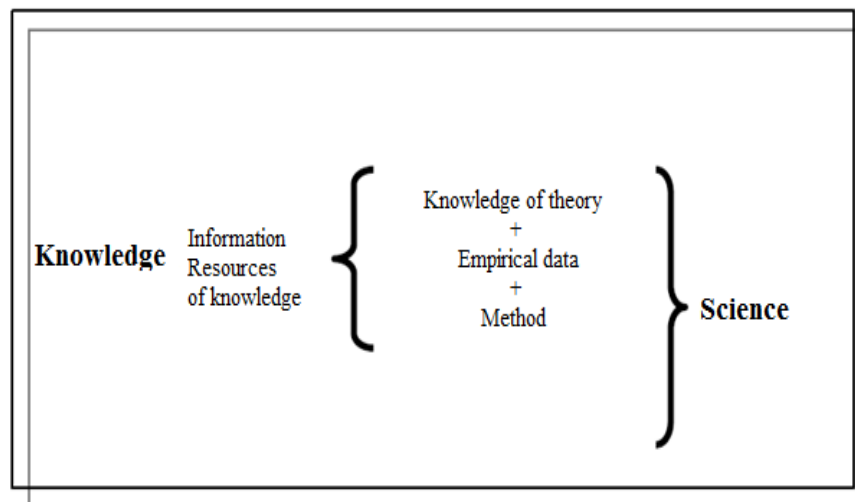 Knowledge
Information
Resources
of knowledge
Knowledge of theory
+
Empirical data
+
Method
Science